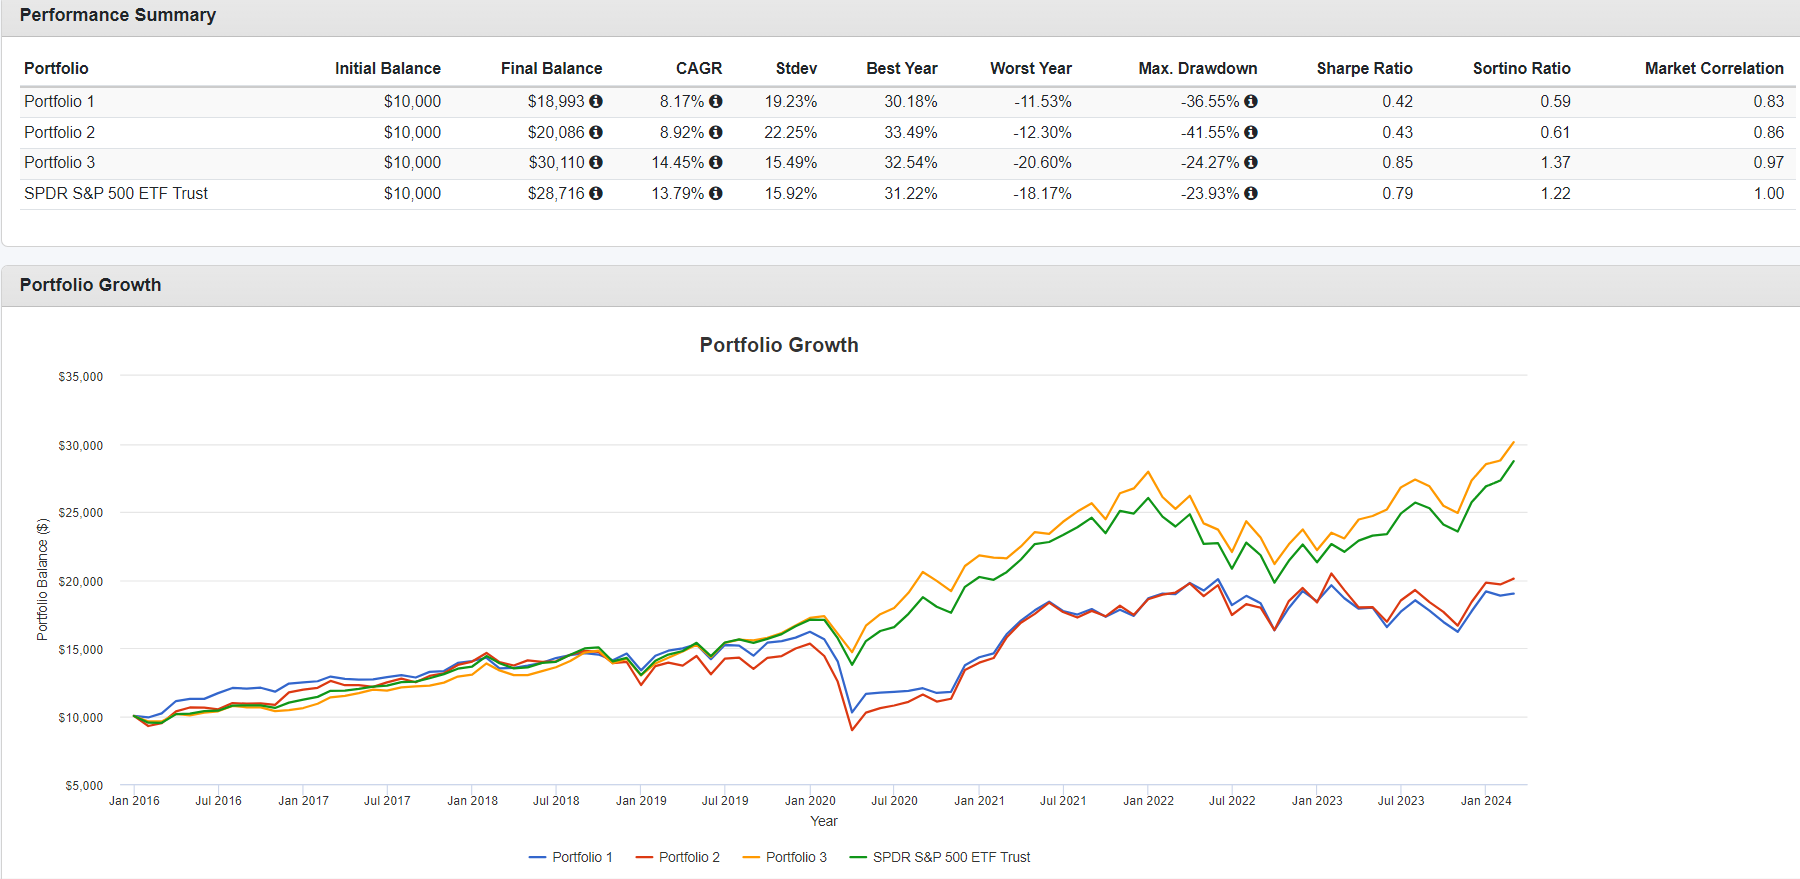 Performance Summary
Portfolio Initial Balance Final Balance CAGR Stdev Best Year Worst Year Max. Drawdown Sharpe Ratio Sortino Ratio Market Correlation
Portfolio 1 $10,000 $18,993 8.17% 19.23% 30.18% -11.53% -36.55% 0.42 0.59 0.83
Portfolio 2 $10,000 $20,086 8.92% 22.25% 33.49% -12.30% -41.55% 0.43 0.61 0.86
Portfolio 3 $10,000 $30,110 14.45% 15.49% 32.54% -20.60% -24.27% 0.85 1.37 0.97
SPDR S&P 500 ETF Trust $10,000 $28,716 13.79% 15.92% 31.22% -18.17% -23.93% 0.79 1.22 1.00
Portfolio Growth
Portfolio Growth
$35,000
$30,000
$25,000
$20,000
$15,000
$10,000
$5,000
Portfolio Balance ($)
Jan 2016 Jul 2016 Jan 2017 Jul 2017 Jan 2018 Jul 2018 Jan 2019 Jul 2019 Jan 2020 Jul 2020 Jan 2021 Jul 2021 Jan 2022 Jul 2022 Jan 2023 Jul 2023 Jan 2024
Year
Portfolio 1 Portfolio 2 Portfolio 3 SPDR S&P 500 ETF Trust